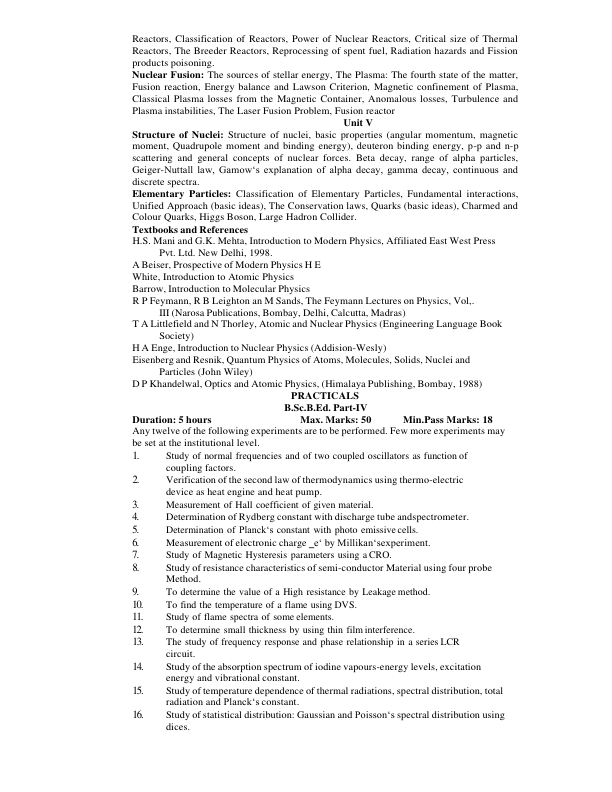 Reactors, Classification of Reactors, Power of Nuclear Reactors, Critical size of Thermal
Reactors, The Breeder Reactors, Reprocessing of spent fuel, Radiation hazards and Fission
products poisoning.
Nuclear Fusion: The sources of stellar energy, The Plasma: The fourth state of the matter,
Fusion reaction, Energy balance and Lawson Criterion, Magnetic confinement of Plasma,
Classical Plasma losses from the Magnetic Container, Anomalous losses, Turbulence and
Plasma instabilities, The Laser Fusion Problem, Fusion reactor
Unit V
Structure of Nuclei: Structure of nuclei, basic properties (angular momentum, magnetic
moment, Quadrupole moment and binding energy), deuteron binding energy, p-p and n-p
scattering and general concepts of nuclear forces. Beta decay, range of alpha particles,
Geiger-Nuttall law, Gamow‘s explanation of alpha decay, gamma decay, continuous and
discrete spectra.
Elementary Particles: Classification of Elementary Particles, Fundamental interactions,
Unified Approach (basic ideas), The Conservation laws, Quarks (basic ideas), Charmed and
Colour Quarks, Higgs Boson, Large Hadron Collider.
Textbooks and References
H.S. Mani and G.K. Mehta, Introduction to Modern Physics, Affiliated East West Press
Pvt. Ltd. New Delhi, 1998.
A Beiser, Prospective of Modern Physics H E
White, Introduction to Atomic Physics
Barrow, Introduction to Molecular Physics
R P Feymann, R B Leighton an M Sands, The Feymann Lectures on Physics, Vol,.
III (Narosa Publications, Bombay, Delhi, Calcutta, Madras)
T A Littlefield and N Thorley, Atomic and Nuclear Physics (Engineering Language Book
Society)
H A Enge, Introduction to Nuclear Physics (Addision-Wesly)
Eisenberg and Resnik, Quantum Physics of Atoms, Molecules, Solids, Nuclei and
Particles (John Wiley)
D P Khandelwal, Optics and Atomic Physics, (Himalaya Publishing, Bombay, 1988)
PRACTICALS
B.Sc.B.Ed. Part-IV
Duration: 5 hours Max. Marks: 50 Min.Pass Marks: 18
Any twelve of the following experiments are to be performed. Few more experiments may
be set at the institutional level.
1. Study of normal frequencies and of two coupled oscillators as function of
coupling factors.
2. Verification of the second law of thermodynamics using thermo-electric
device as heat engine and heat pump.
3. Measurement of Hall coefficient of given material.
4. Determination of Rydberg constant with discharge tube andspectrometer.
5. Determination of Planck‘s constant with photo emissivecells.
6. Measurement of electronic charge _e‘ by Millikan‘sexperiment.
7. Study of Magnetic Hysteresis parameters using a CRO.
8. Study of resistance characteristics of semi-conductor Material using four probe
Method.
9. To determine the value of a High resistance by Leakage method.
10. To find the temperature of a flame using DVS.
11. Study of flame spectra of some elements.
12. To determine small thickness by using thin film interference.
13. The study of frequency response and phase relationship in a series LCR
circuit.
14. Study of the absorption spectrum of iodine vapours-energy levels, excitation
energy and vibrational constant.
15. Study of temperature dependence of thermal radiations, spectral distribution, total
radiation and Planck‘s constant.
16. Study of statistical distribution: Gaussian and Poisson‘s spectral distribution using
dices.